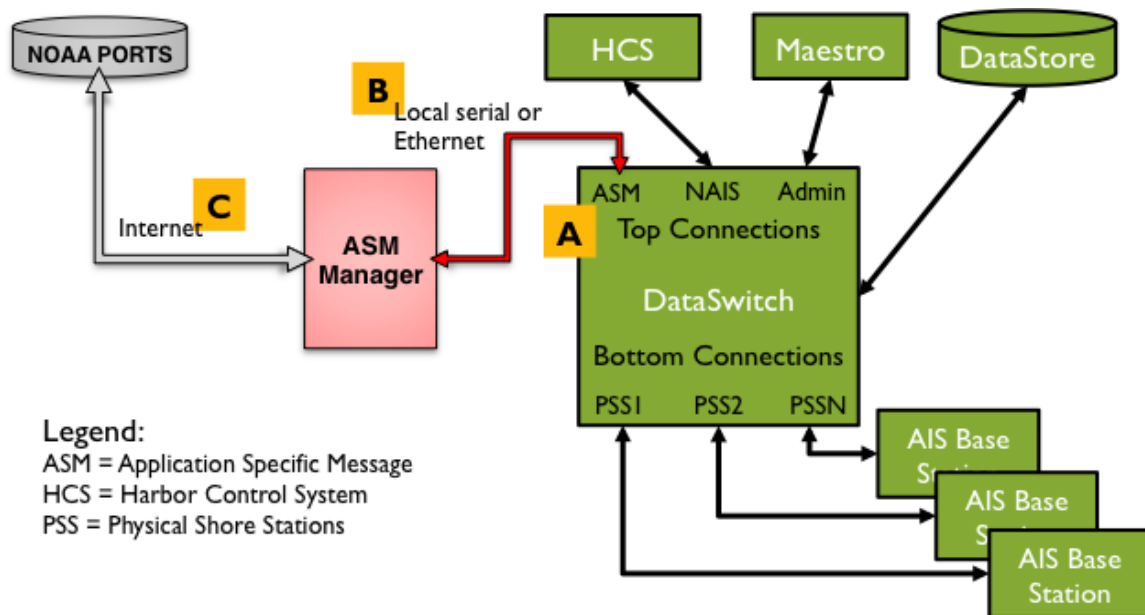 NOAA PORTS
HCS
Maestro
DataStore
B
Local serial or
Ethernet
C
Internet
ASM
Manager
A
ASM NAIS Admin
Top Connections
DataSwitch
Bottom Connections
PSS1 PSS2 PSSN
Legend:
ASM = Application Specific Message
HCS = Harbor Control System
PSS = Physical Shore Stations
AIS Base
Station
AIS Base
AIS Base
Station